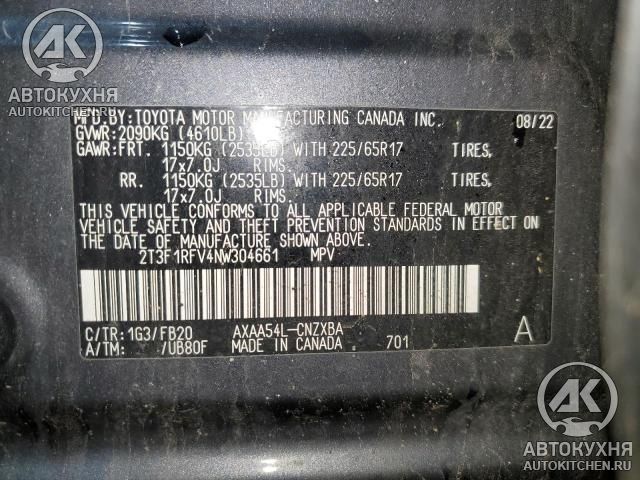 AK
АВТОКУХНЯ
AUTOKITCHEN.RU
MFD.BY:TOYOTA MOTOR MANUFACTURING CANADA INC. 08/22
GVWR:2090KG (4610LB)
GAWR:FRT. 1150KG (2535LB) WITH 225/65R17 TIRES,
17x7.0J RIMS.
RR. 1150KG (2535LB) WITH 225/65R17 TIRES,
17x7.0J RIMS.
THIS VEHICLE CONFORMS TO ALL APPLICABLE FEDERAL MOTOR
VEHICLE SAFETY AND THEFT PREVENTION STANDARDS IN EFFECT ON
THE DATE OF MANUFACTURE SHOWN ABOVE.
2T3F1RFV4NW304661 MPV
C/TR:1G3/FB20 AXAA54L-CNZXBA A
A/TM: /UB80F MADE IN CANADA 701
AK
АВТОКУХНЯ
AUTOKITCHEN.RU